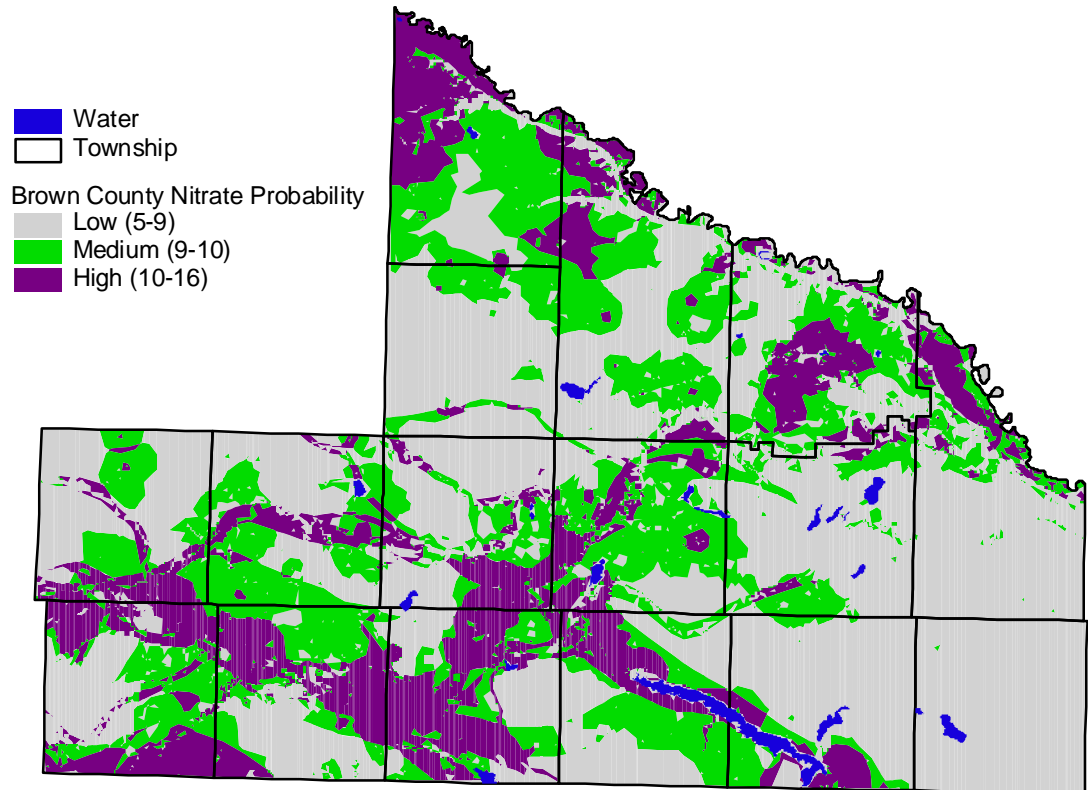 Water
Township
Brown County Nitrate Probability
Low (5-9)
Medium (9-10)
High (10-16)